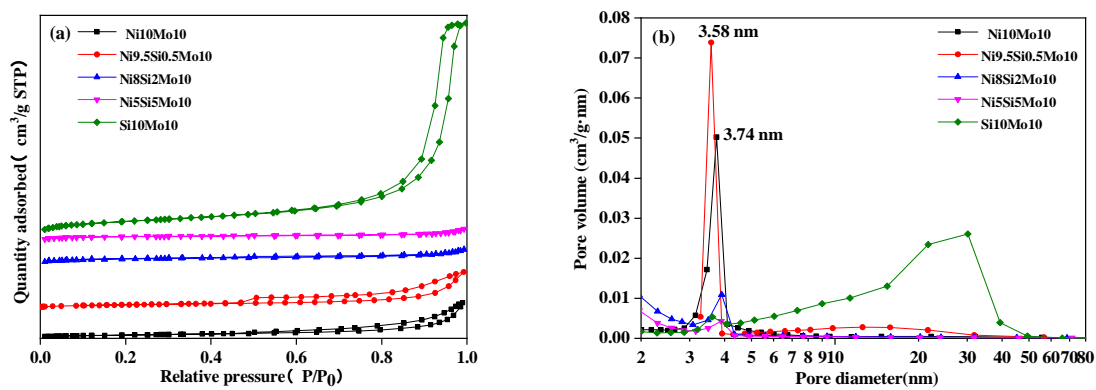 (a)
Ni10Mo10
Ni9.5Si0.5Mo10
Ni8Si2Mo10
Ni5Si5Mo10
Si10Mo10
Quantity adsorbed( cm³/g STP)
0.0 0.2 0.4 0.6 0.8 1.0
Relative pressure( P/P0)
(b)
3.58 nm
3.74 nm
Ni10Mo10
Ni9.5Si0.5Mo10
Ni8Si2Mo10
Ni5Si5Mo10
Si10Mo10
Pore volume (cm³/g·nm)
0.08
0.07
0.06
0.05
0.04
0.03
0.02
0.01
0.00
2 3 4 5 6 7 8 910 20 30 40 50 60 70 80
Pore diameter(nm)